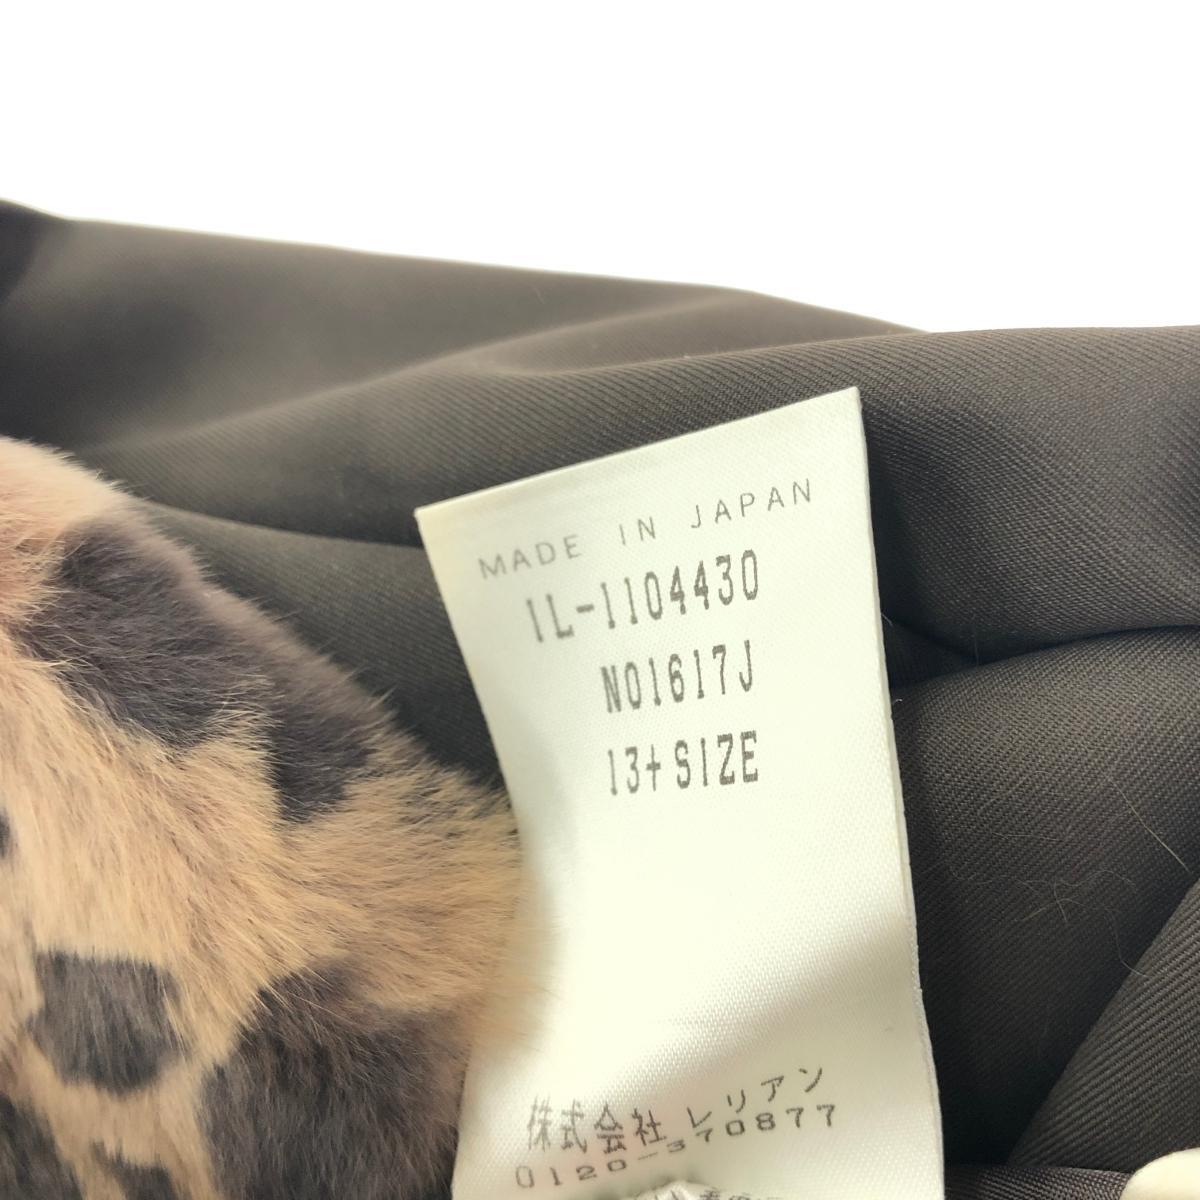 MADE IN JAPAN
1L-1104430
N01617J
13+ SIZE
株式会社 レリアン
0120-370877